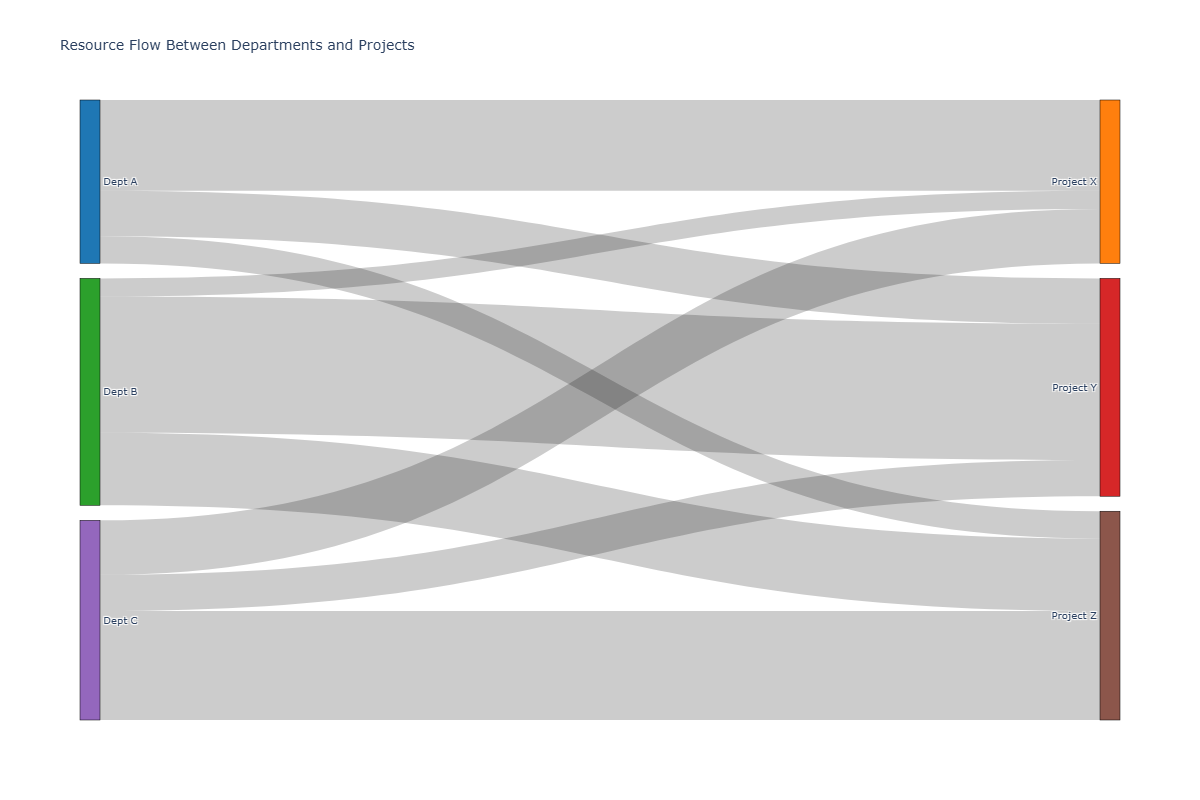 Resource Flow Between Departments and Projects
Dept A
Project X
Dept B
Project Y
Dept C
Project Z